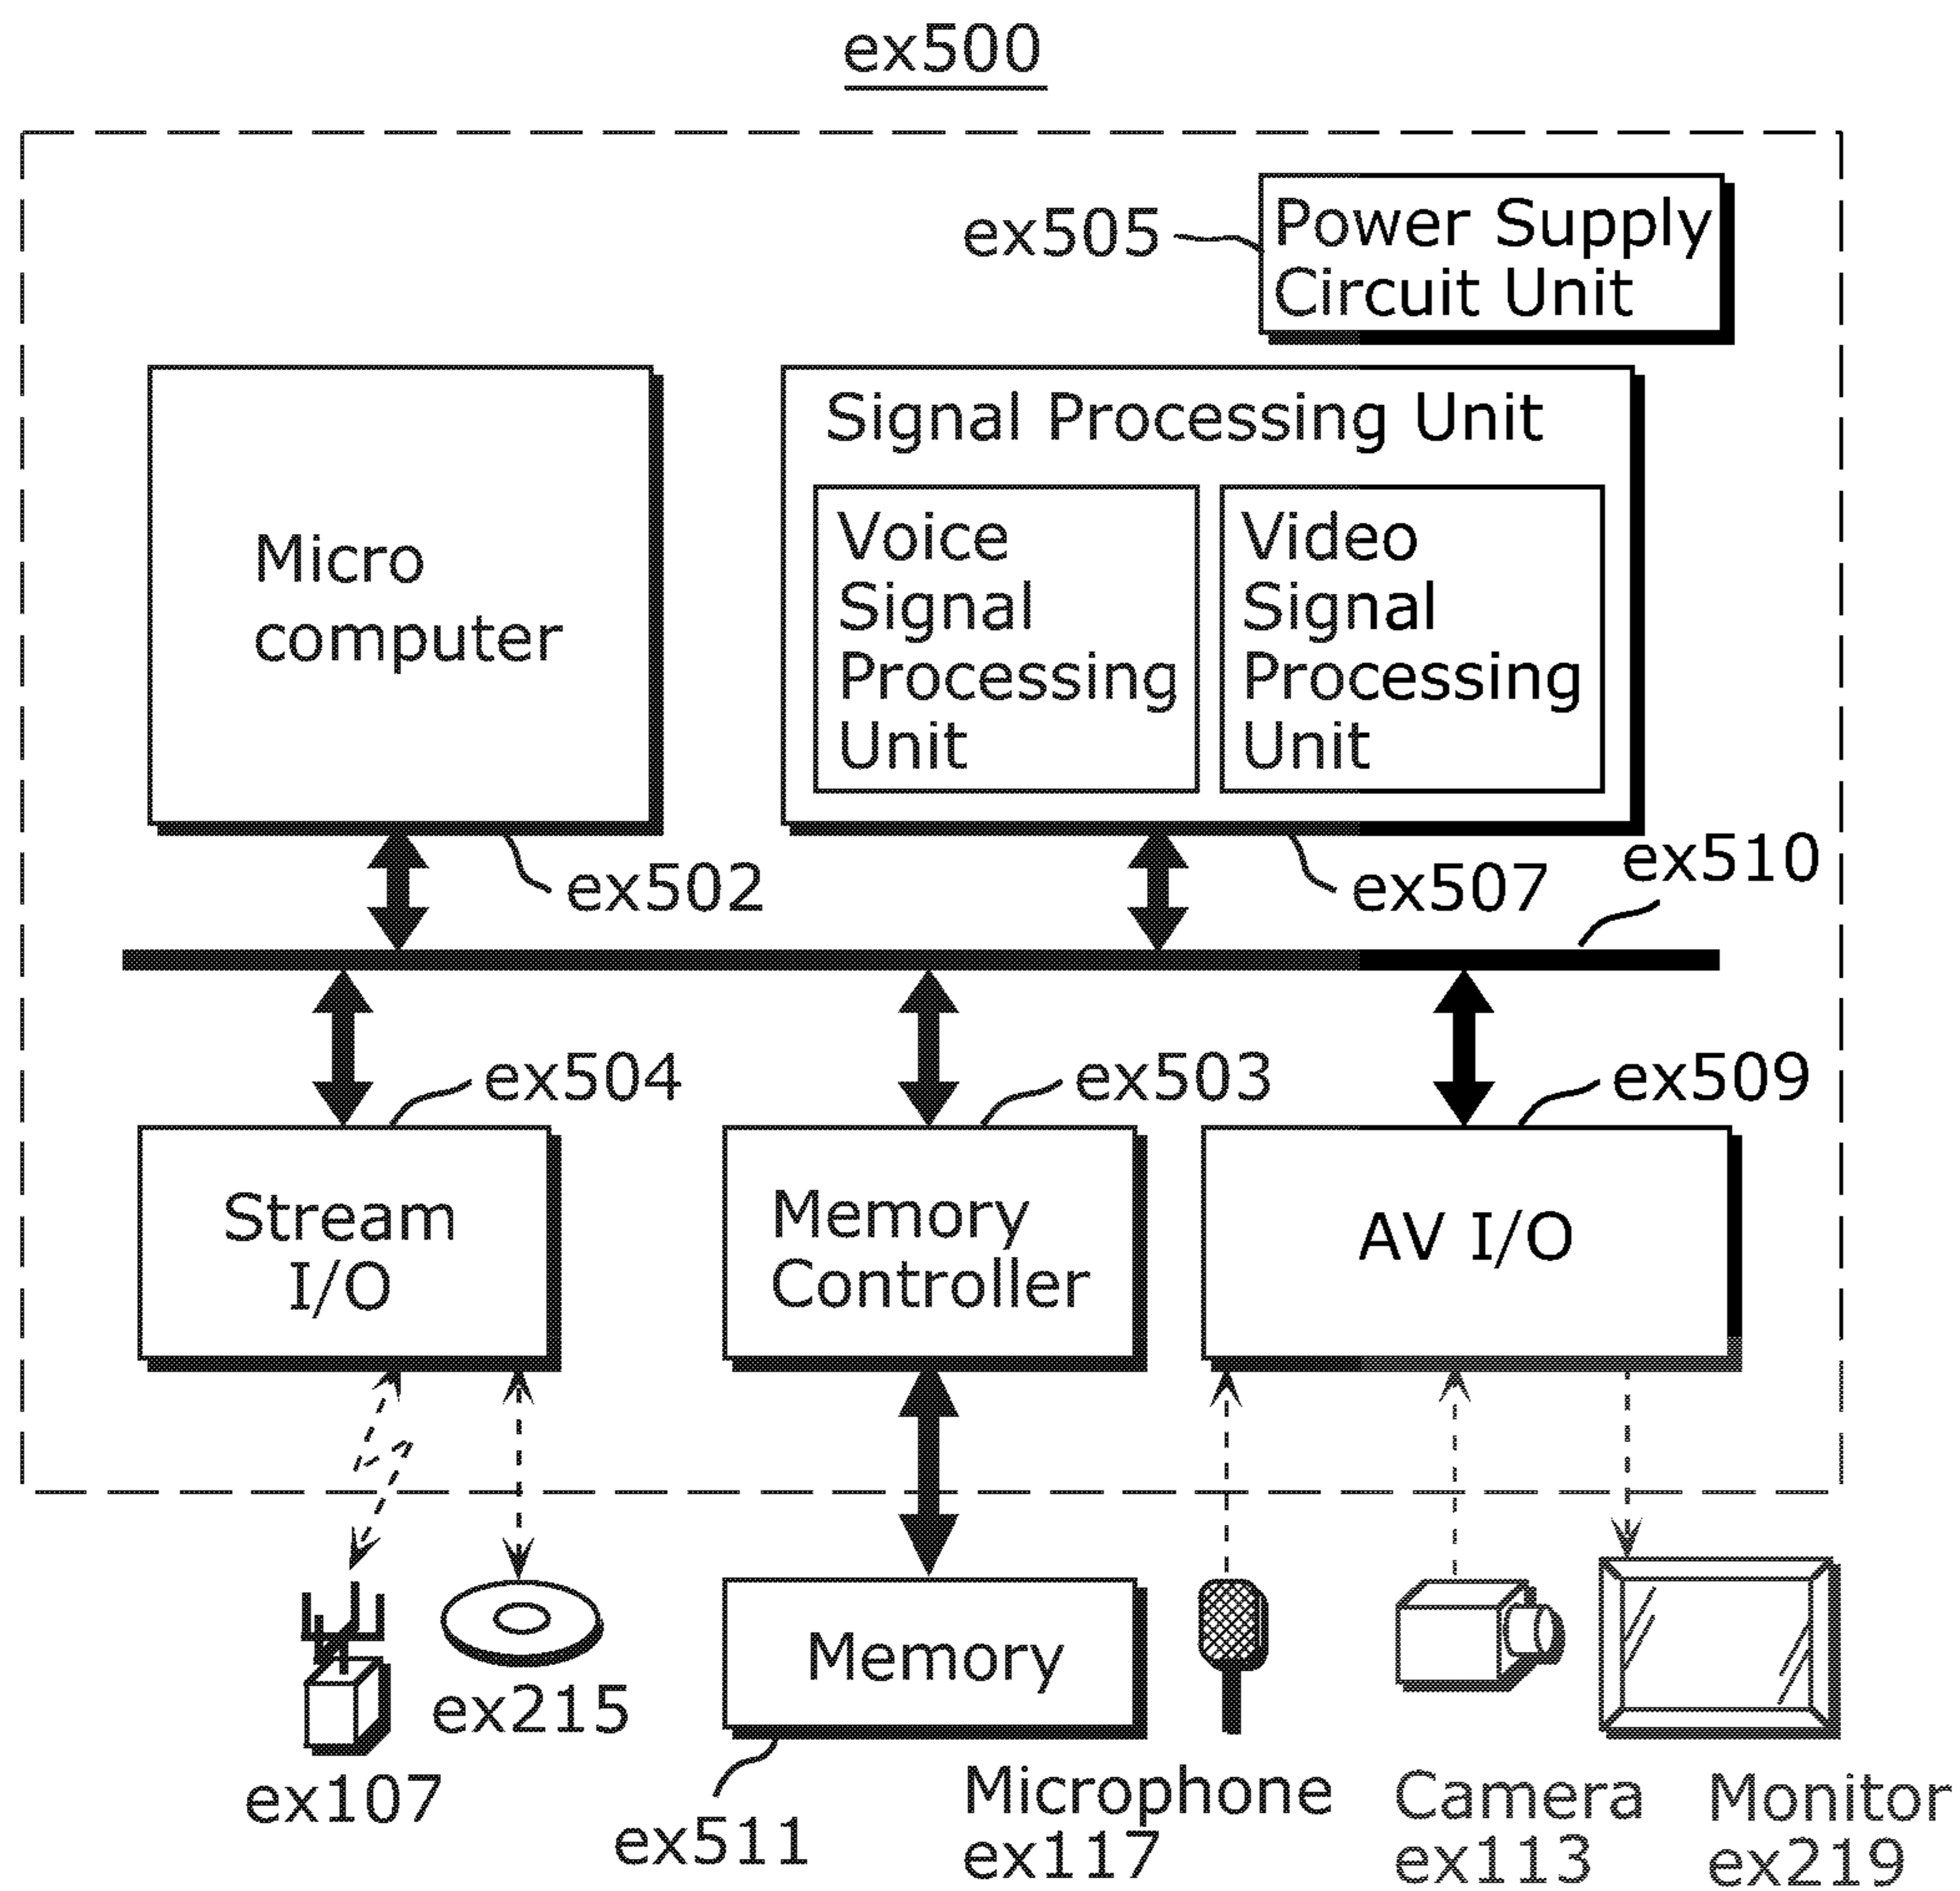 ex500
ex505
Power Supply
Circuit Unit
Micro
computer
Signal Processing Unit
Voice
Signal
Processing
Unit
Video
Signal
Processing
Unit
ex502
ex507
ex510
ex504
ex503
ex509
Stream
I/O
Memory
Controller
AV I/O
ex107
ex215
Memory
ex511
Microphone
ex117
Camera
ex113
Monitor
ex219